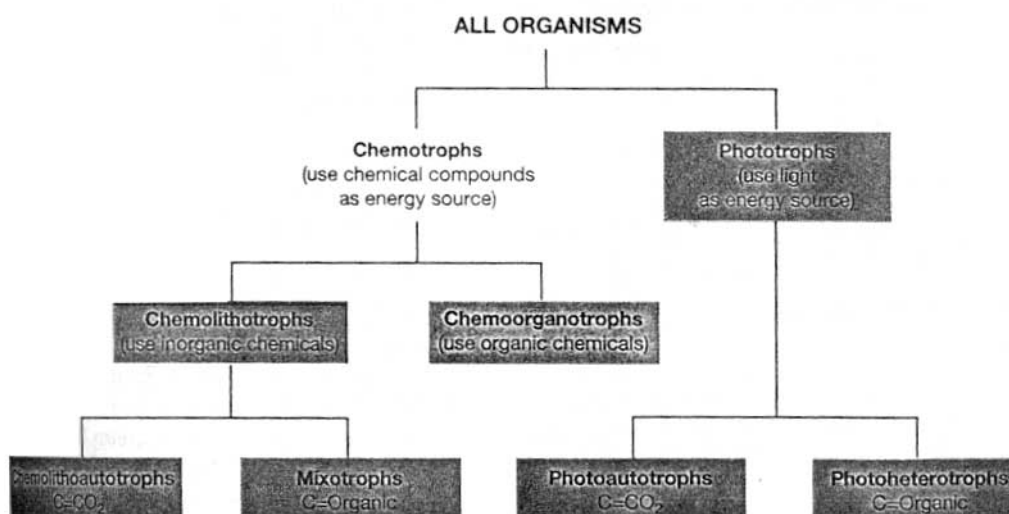 ALL ORGANISMS
Chemotrophs
(use chemical compounds
as energy source)
Phototrophs
(use light
as energy source)
Chemolithotrophs
(use inorganic chemicals)
Chemoorganotrophs
(use organic chemicals)
Chemolithoautotrophs
C=CO₂
Mixotrophs
C=Organic
Photoautotrophs
C=CO₂
Photoheterotrophs
C=Organic